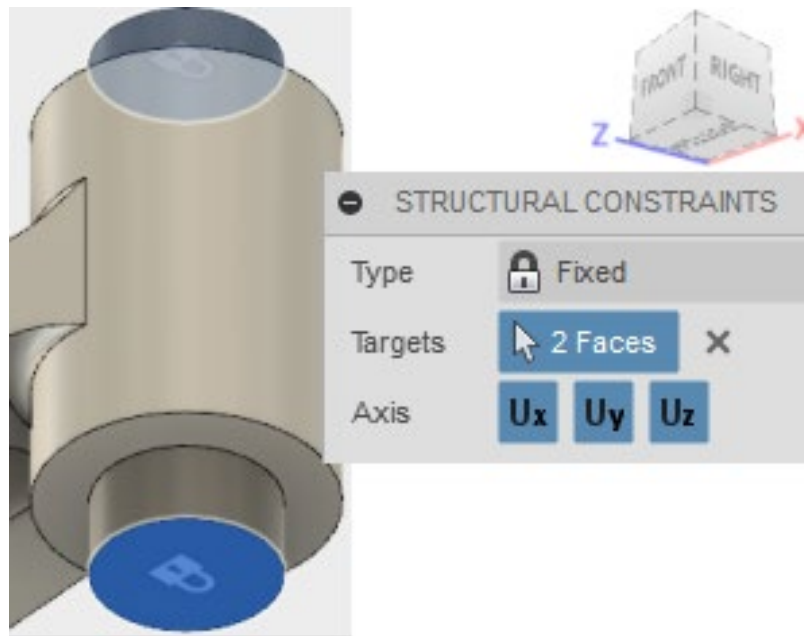 FRONT
RIGHT
Z
X
STRUCTURAL CONSTRAINTS
Type
Fixed
Targets
2 Faces
Axis
Ux Uy Uz